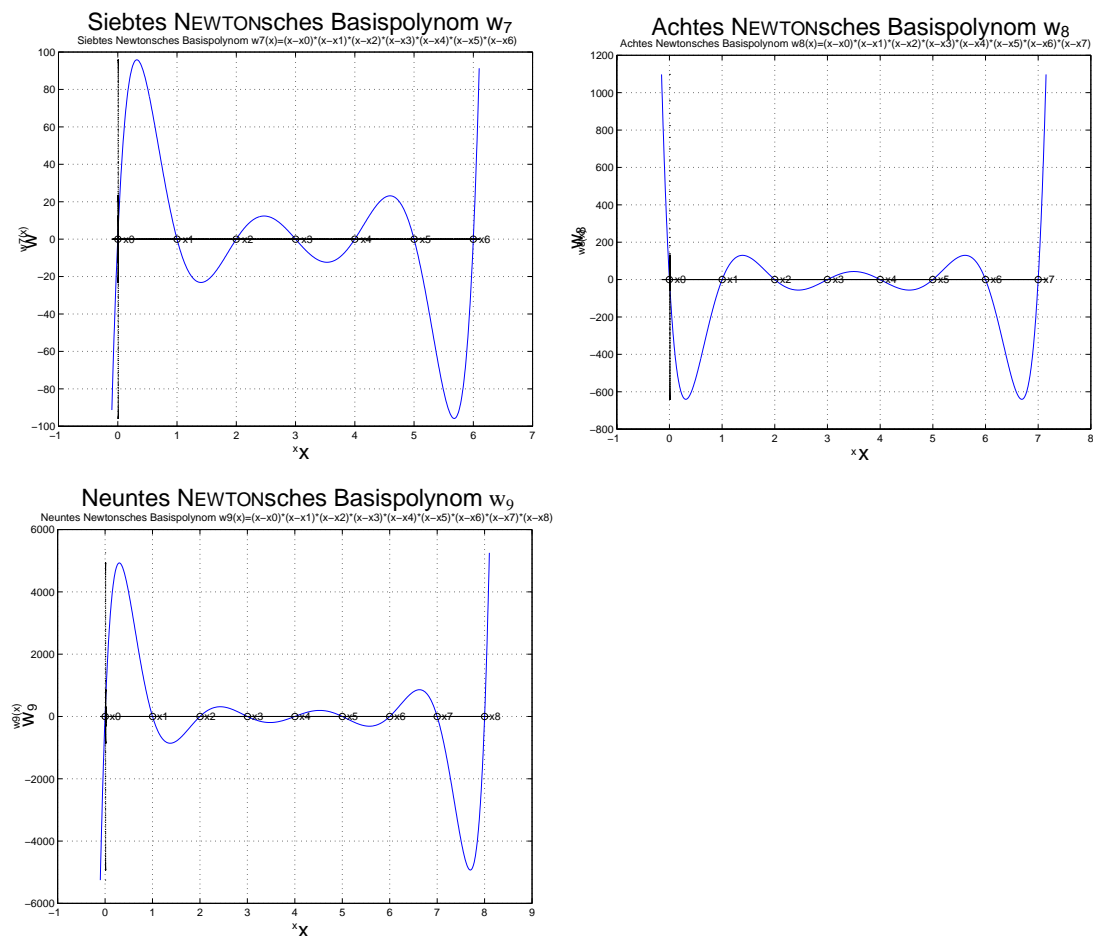 Siebtes NEWTONsches Basispolynom w7
Siebtes Newtonsches Basispolynom w7(x)=(x−x0)*(x−x1)*(x−x2)*(x−x3)*(x−x4)*(x−x5)*(x−x6)
100
80
60
40
20
0
−20
−40
−60
−80
−100
w7(x)
x0 x1 x2 x3 x4 x5 x6
−1 0 1 2 3 4 5 6 7
x X
Achtes NEWTONsches Basispolynom w8
Achtes Newtonsches Basispolynom w8(x)=(x−x0)*(x−x1)*(x−x2)*(x−x3)*(x−x4)*(x−x5)*(x−x6)*(x−x7)
1200
1000
800
600
400
200
0
−200
−400
−600
−800
w8
x0 x1 x2 x3 x4 x5 x6 x7
−1 0 1 2 3 4 5 6 7 8
x X
Neuntes NEWTONsches Basispolynom w9
Neuntes Newtonsches Basispolynom w9(x)=(x−x0)*(x−x1)*(x−x2)*(x−x3)*(x−x4)*(x−x5)*(x−x6)*(x−x7)*(x−x8)
6000
4000
2000
0
−2000
−4000
−6000
w9(x)
w9
x0 x1 x2 x3 x4 x5 x6 x7 x8
−1 0 1 2 3 4 5 6 7 8 9
x X